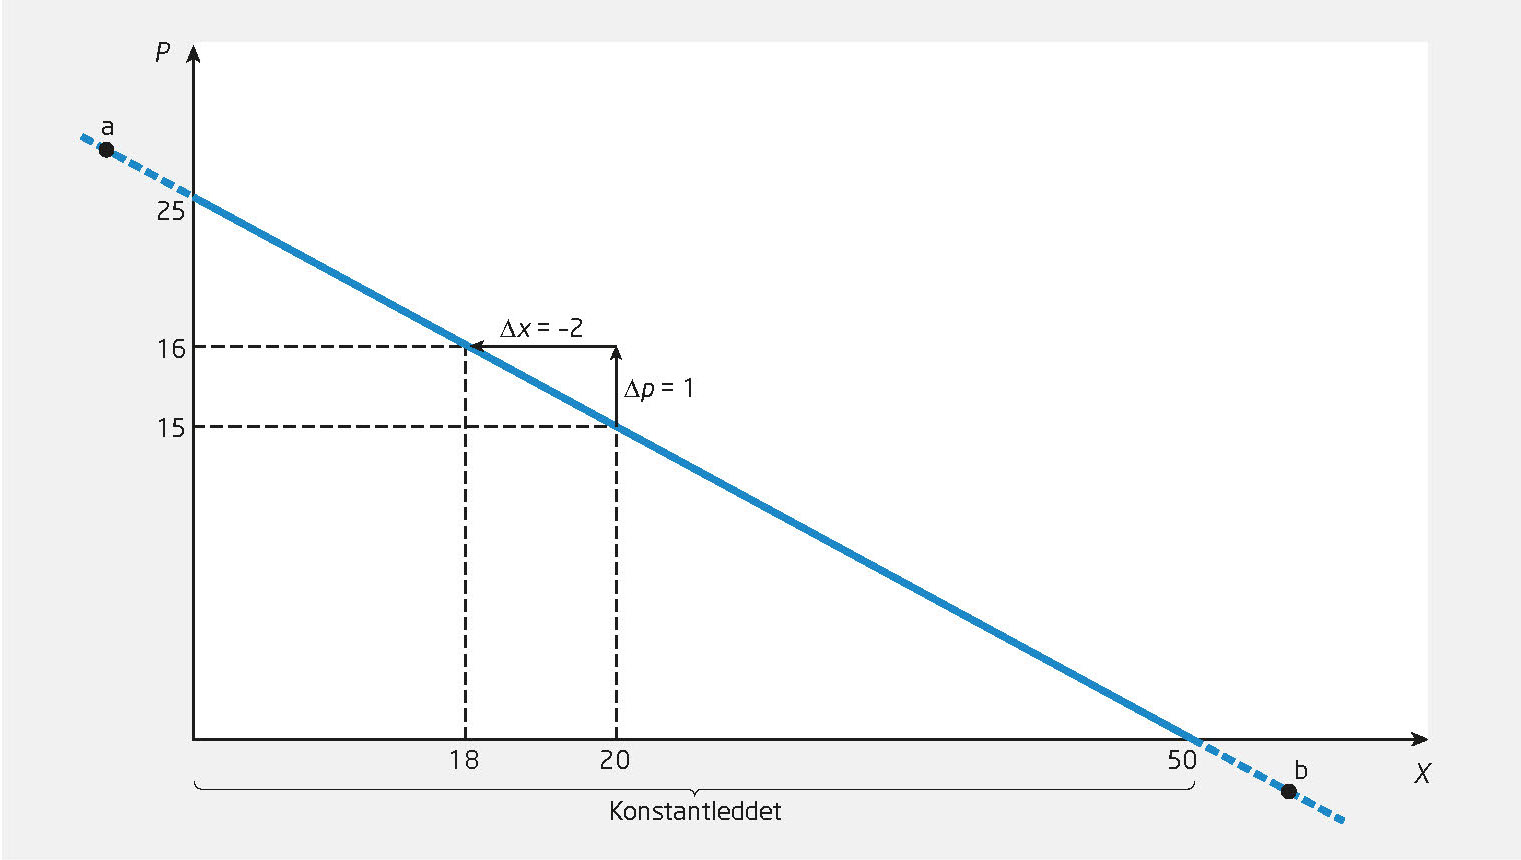 P
a
25
Δx = -2
16
Δp = 1
15
18 20 50
b
X
Konstantleddet